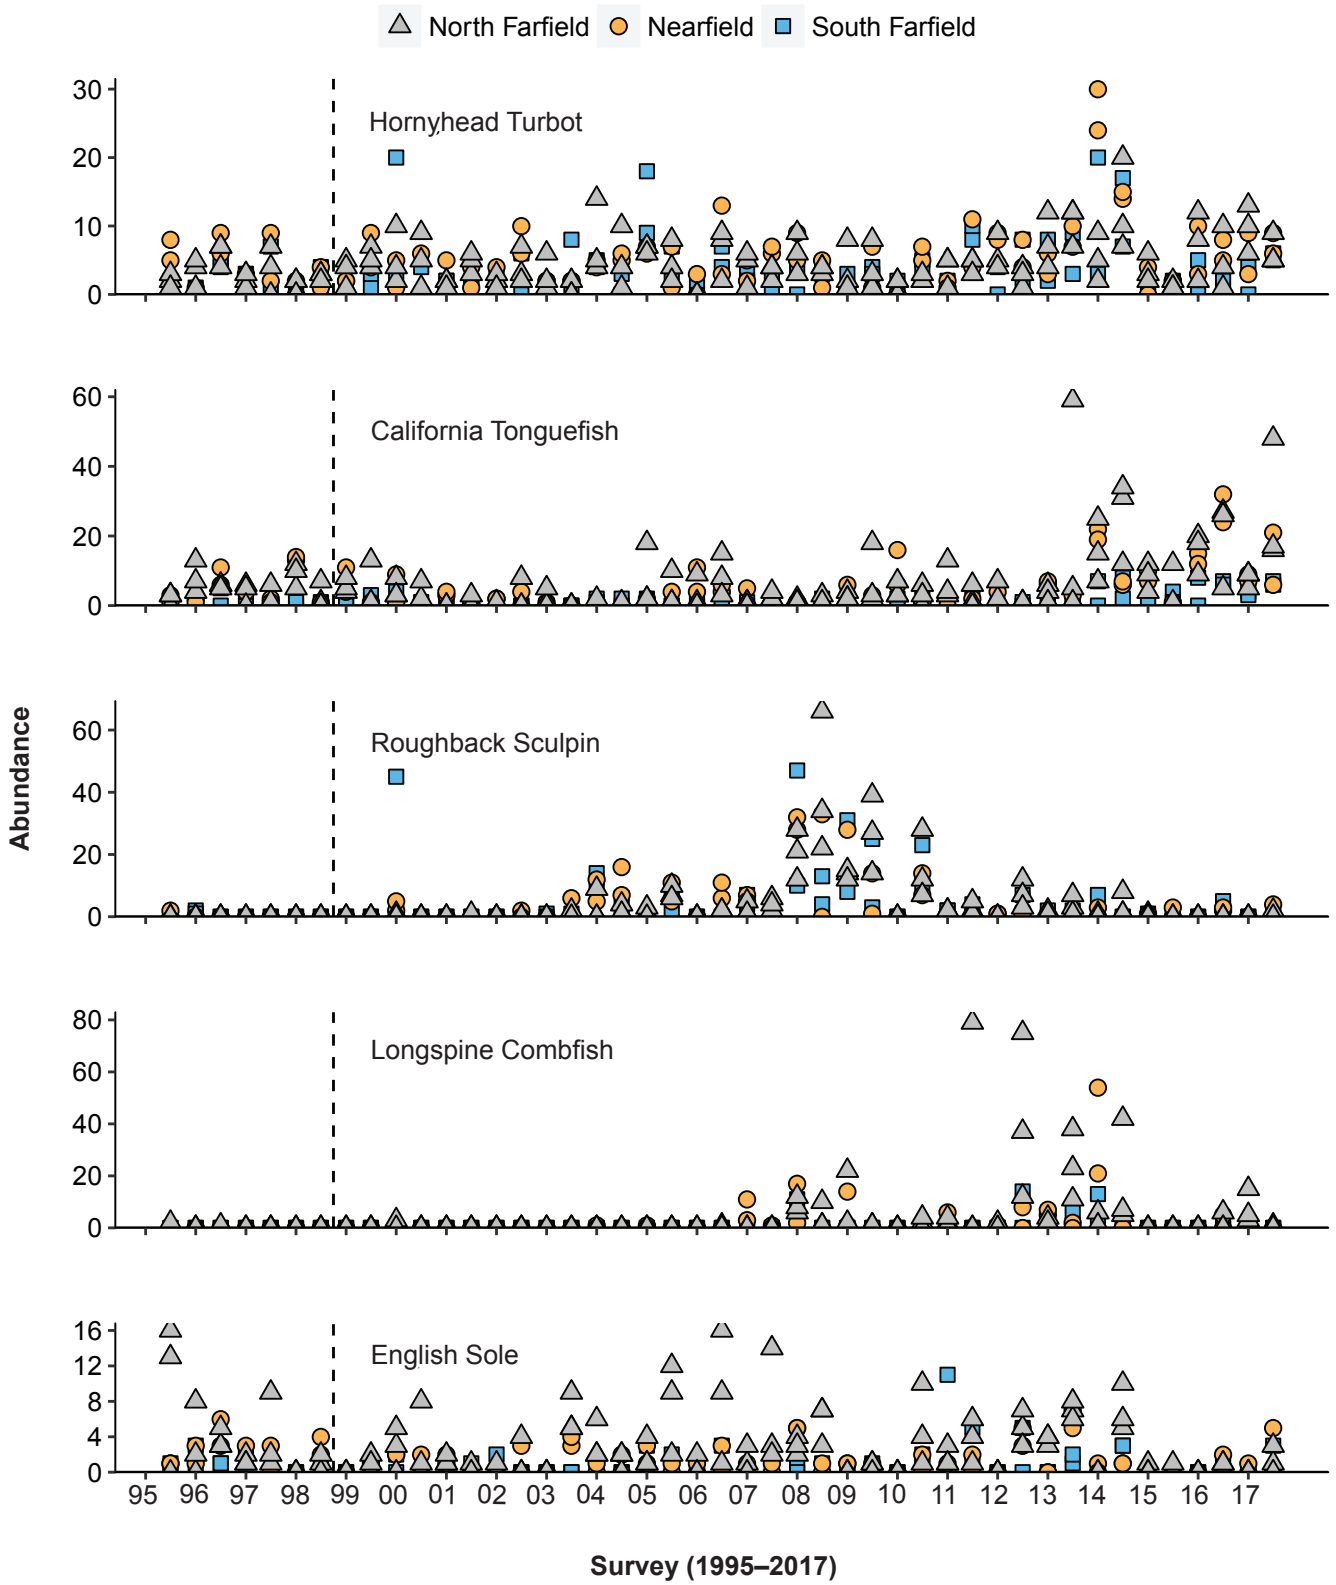 North Farfield Nearfield South Farfield
Hornyhead Turbot
30
20
10
0
California Tonguefish
60
40
20
0
Roughback Sculpin
60
40
20
0
Longspine Combfish
80
60
40
20
0
English Sole
16
12
8
4
0
95 96 97 98 99 00 01 02 03 04 05 06 07 08 09 10 11 12 13 14 15 16 17
Abundance
Survey (1995–2017)